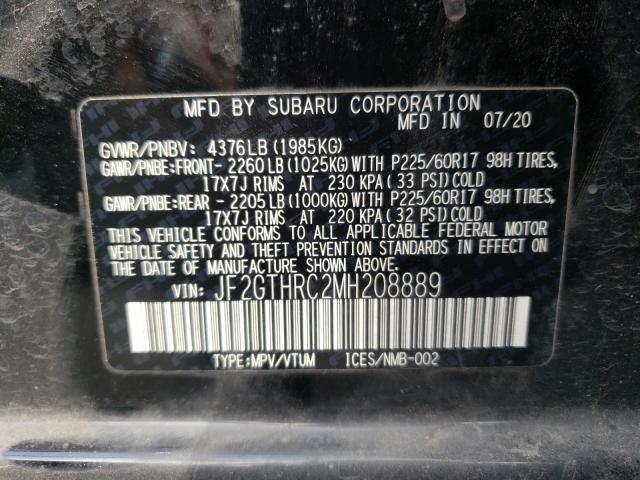 MFD BY SUBARU CORPORATION
MFD IN 07/20
GVWR/PNBV: 4376LB (1985KG)
GAWR/PNBE:FRONT- 2260LB (1025KG) WITH P225/60R17 98H TIRES,
17X7J RIMS AT 230 KPA (33 PSI) COLD
GAWR/PNBE:REAR - 2205LB (1000KG) WITH P225/60R17 98H TIRES,
17X7J RIMS AT 220 KPA (32 PSI) COLD
THIS VEHICLE CONFORMS TO ALL APPLICABLE FEDERAL MOTOR
VEHICLE SAFETY AND THEFT PREVENTION STANDARDS IN EFFECT
ON THE DATE OF MANUFACTURE SHOWN ABOVE.
VIN: JF2GTHRC2MH208889
TYPE:MPV/VTUM ICES/NMB-002